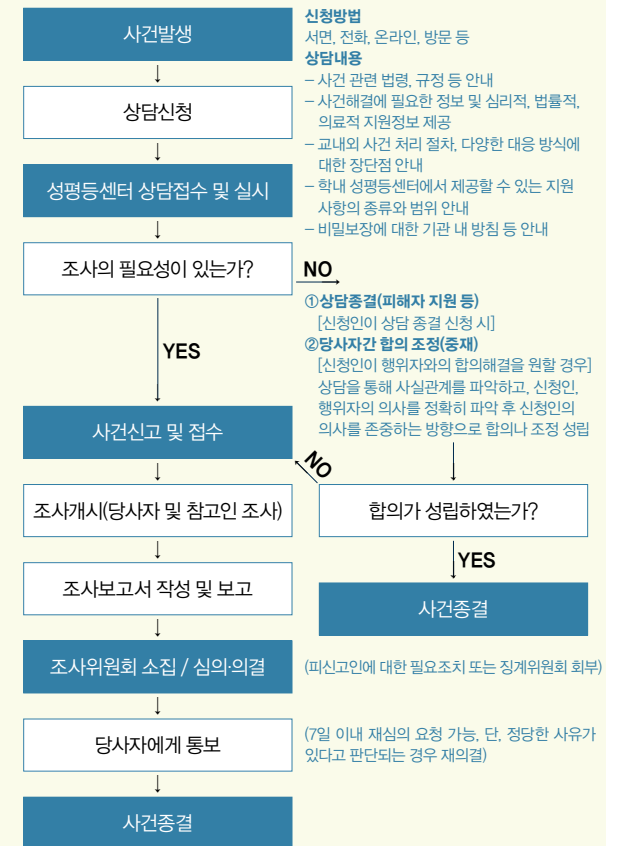 사건발생
신청방법
서면, 전화, 온라인, 방문 등
상담내용
– 사건 관련 법령, 규정 등 안내
– 사건해결에 필요한 정보 및 심리적, 법률적,
의료적 지원정보 제공
– 교내외 사건 처리 절차, 다양한 대응 방식에
대한 장단점 안내
– 학내 성평등센터에서 제공할 수 있는 지원
사항의 종류와 범위 안내
– 비밀보장에 대한 기관 내 방침 등 안내
상담신청
성평등센터 상담접수 및 실시
조사의 필요성이 있는가?
NO
①상담종결(피해자 지원 등)
[신청인이 상담 종결 신청 시]
②당사자간 합의 조정(중재)
[신청인이 행위자와의 합의해결을 원할 경우]
상담을 통해 사실관계를 파악하고, 신청인,
행위자의 의사를 정확히 파악 후 신청인의
의사를 존중하는 방향으로 합의나 조정 성립
YES
사건신고 및 접수
NO
조사개시(당사자 및 참고인 조사)
합의가 성립하였는가?
YES
조사보고서 작성 및 보고
사건종결
조사위원회 소집 / 심의·의결
(피신고인에 대한 필요조치 또는 징계위원회 회부)
당사자에게 통보
(7일 이내 재심의 요청 가능, 단, 정당한 사유가
있다고 판단되는 경우 재의결)
사건종결